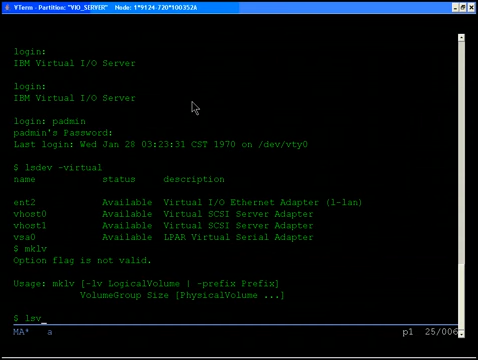 VTerm - Partition: "VIO_SERVER" Node: 1*9124-720*100352A
login:
IBM Virtual I/O Server
login:
IBM Virtual I/O Server
login: padmin
padmin's Password:
Last login: Wed Jan 28 03:23:31 CST 1970 on /dev/vty0
$ lsdev -virtual
name status description
ent2 Available Virtual I/O Ethernet Adapter (l-lan)
vhost0 Available Virtual SCSI Server Adapter
vhost1 Available Virtual SCSI Server Adapter
vsa0 Available LPAR Virtual Serial Adapter
$ mklv
Option flag is not valid.
Usage: mklv [-lv LogicalVolume | -prefix Prefix]
VolumeGroup Size [PhysicalVolume ...]
$ lsv_
MA* a p1 25/006